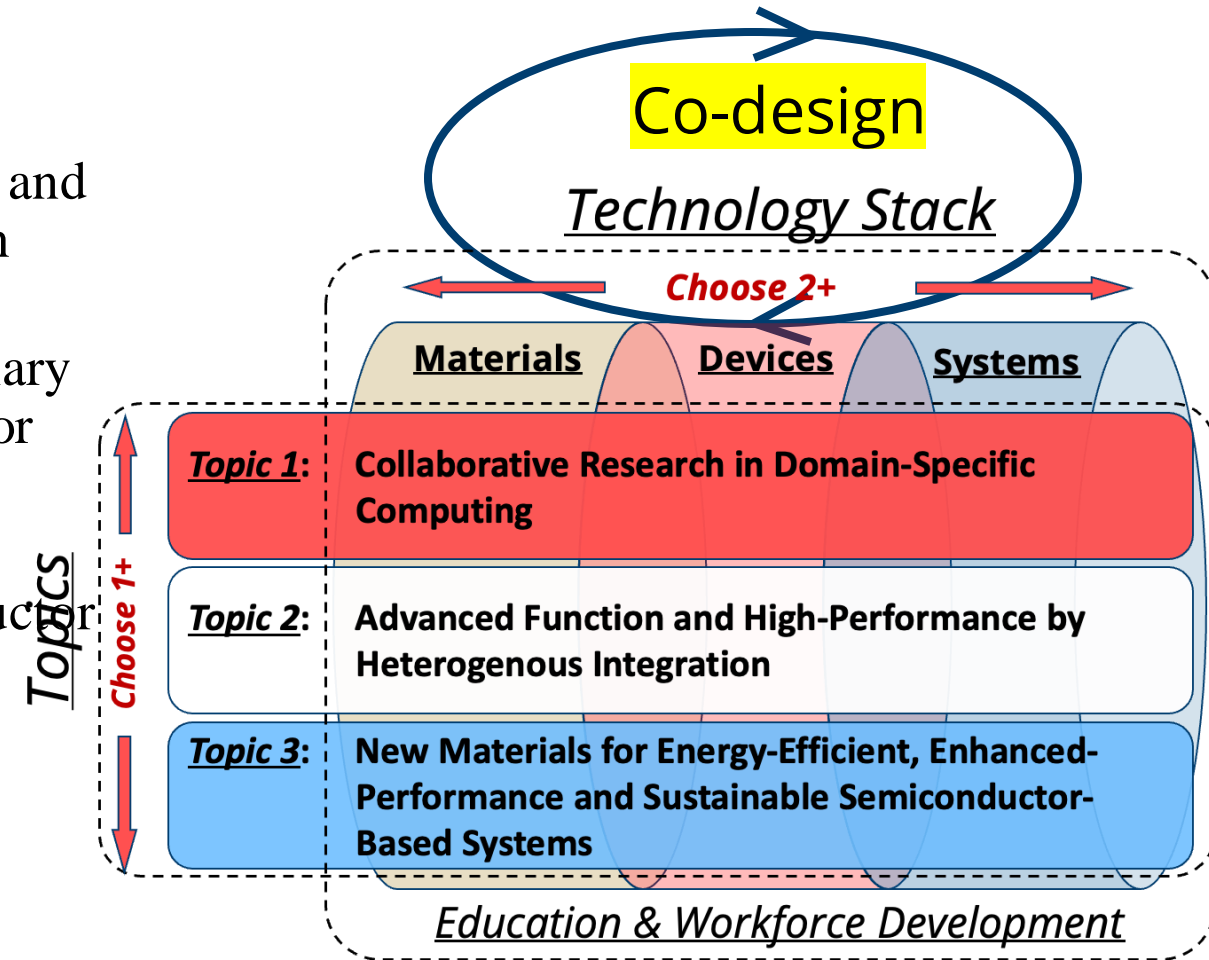 Co-design
and
Technology Stack
Choose 2+
Materials Devices Systems
Topic 1: Collaborative Research in Domain-Specific
Computing
Topics
Choose 1+
Topic 2: Advanced Function and High-Performance by
Heterogenous Integration
Topic 3: New Materials for Energy-Efficient, Enhanced-
Performance and Sustainable Semiconductor-
Based Systems
Education & Workforce Development